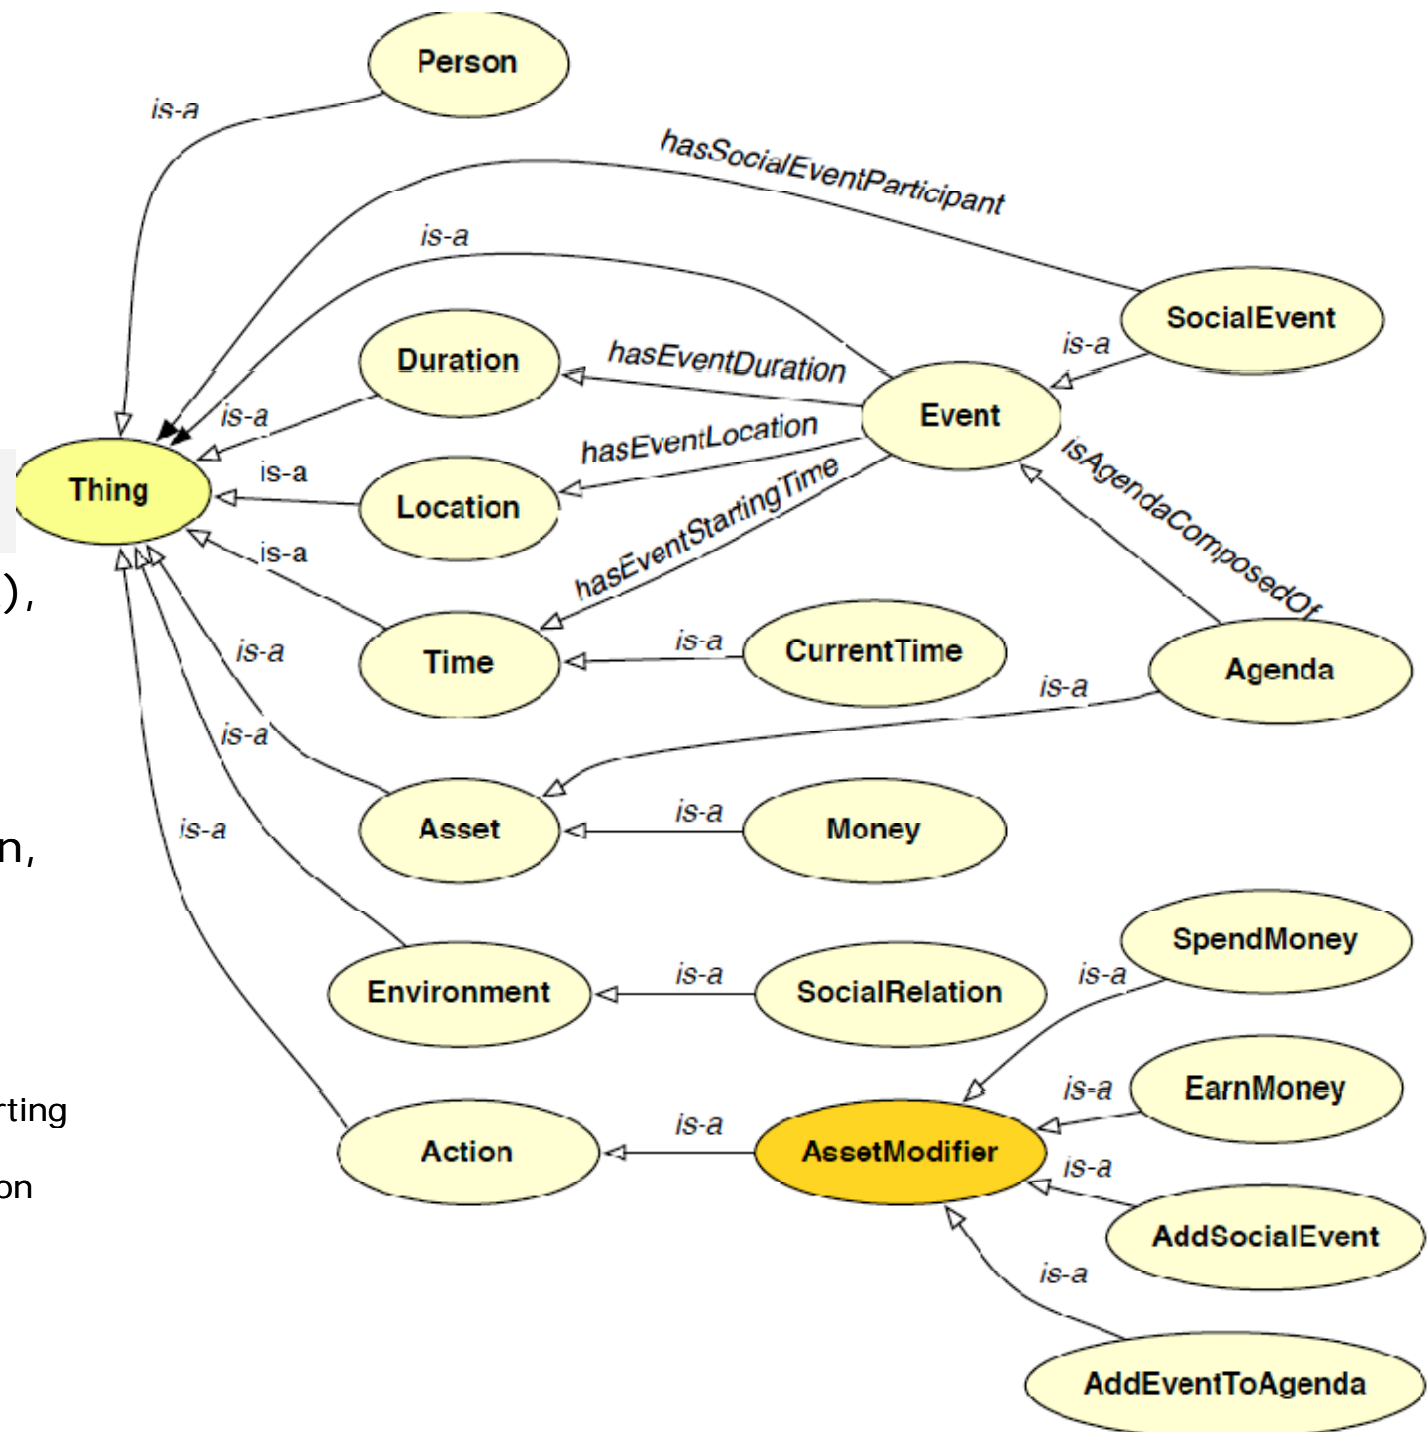 Person
is-a
hasSocialEventParticipant
is-a
SocialEvent
is-a
Duration
hasEventDuration
Event
is-a
hasEventLocation
isAgendaComposedOf
Thing
is-a
Location
hasEventStartingTime
is-a
),
is-a
Time
is-a
CurrentTime
Agenda
is-a
is-a
Asset
is-a
Money
is-a
n,
SpendMoney
Environment
is-a
SocialRelation
is-a
EarnMoney
is-a
rting
Action
is-a
AssetModifier
is-a
on
AddSocialEvent
is-a
AddEventToAgenda